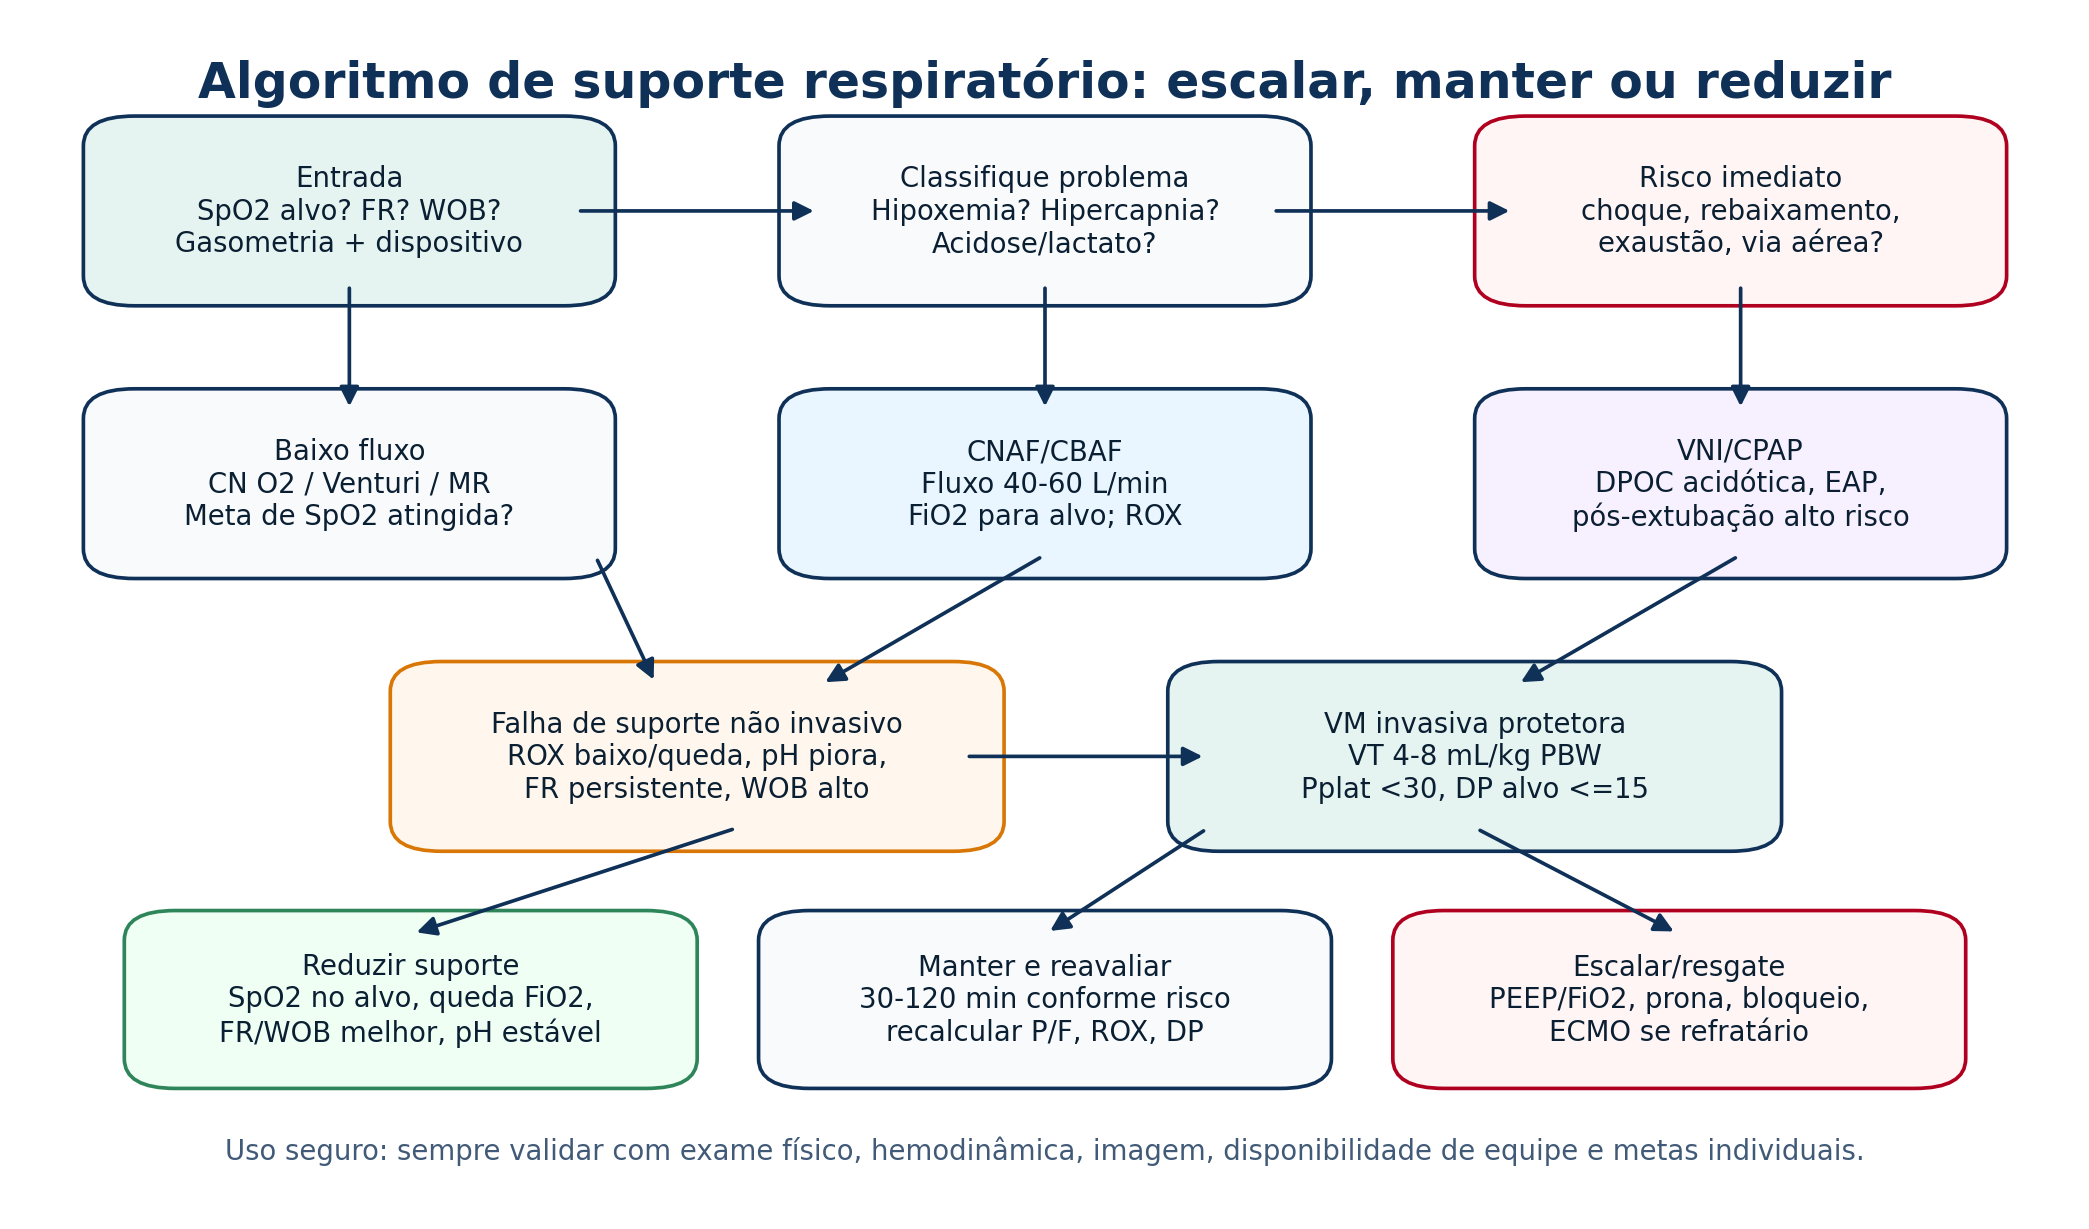 Algoritmo de suporte respiratório: escalar, manter ou reduzir
Entrada
SpO2 alvo? FR? WOB?
Gasometria + dispositivo
Classifique problema
Hipoxemia? Hipercapnia?
Acidose/lactato?
Risco imediato
choque, rebaixamento,
exaustão, via aérea?
Baixo fluxo
CN O2 / Venturi / MR
Meta de SpO2 atingida?
CNAF/CBAF
Fluxo 40-60 L/min
FiO2 para alvo; ROX
VNI/CPAP
DPOC acidótica, EAP,
pós-extubação alto risco
Falha de suporte não invasivo
ROX baixo/queda, pH piora,
FR persistente, WOB alto
VM invasiva protetora
VT 4-8 mL/kg PBW
Pplat <30, DP alvo <=15
Reduzir suporte
SpO2 no alvo, queda FiO2,
FR/WOB melhor, pH estável
Manter e reavaliar
30-120 min conforme risco
recalcular P/F, ROX, DP
Escalar/resgate
PEEP/FiO2, prona, bloqueio,
ECMO se refratário
Uso seguro: sempre validar com exame físico, hemodinâmica, imagem, disponibilidade de equipe e metas individuais.